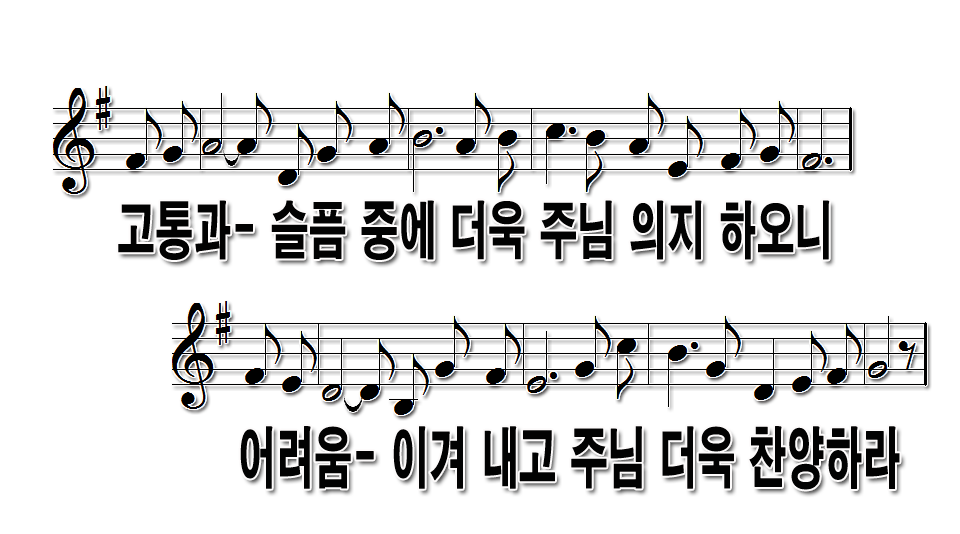 고통과- 슬픔 중에 더욱 주님 의지 하오니
어려움- 이겨 내고 주님 더욱 찬양하라